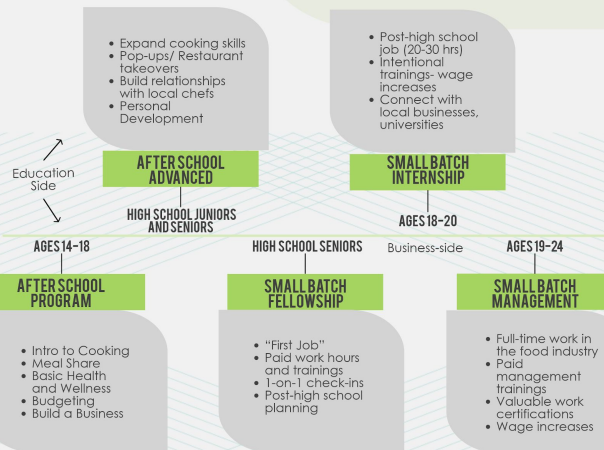 • Expand cooking skills
• Pop-ups/ Restaurant
takeovers
• Build relationships
with local chefs
• Personal
Development
AFTER SCHOOL
ADVANCED
HIGH SCHOOL JUNIORS
AND SENIORS
• Post-high school
job (20-30 hrs)
• Intentional
trainings- wage
increases
• Connect with
local businesses,
universities
SMALL BATCH
INTERNSHIP
AGES 18-20
Education
Side
Business-side
AGES 14-18
AFTER SCHOOL
PROGRAM
• Intro to Cooking
• Meal Share
• Basic Health
and Wellness
• Budgeting
• Build a Business
HIGH SCHOOL SENIORS
SMALL BATCH
FELLOWSHIP
• “First Job”
• Paid work hours
and trainings
• 1-on-1 check-ins
• Post-high school
planning
AGES 19-24
SMALL BATCH
MANAGEMENT
• Full-time work in
the food industry
• Paid
management
trainings
• Valuable work
certifications
• Wage increases